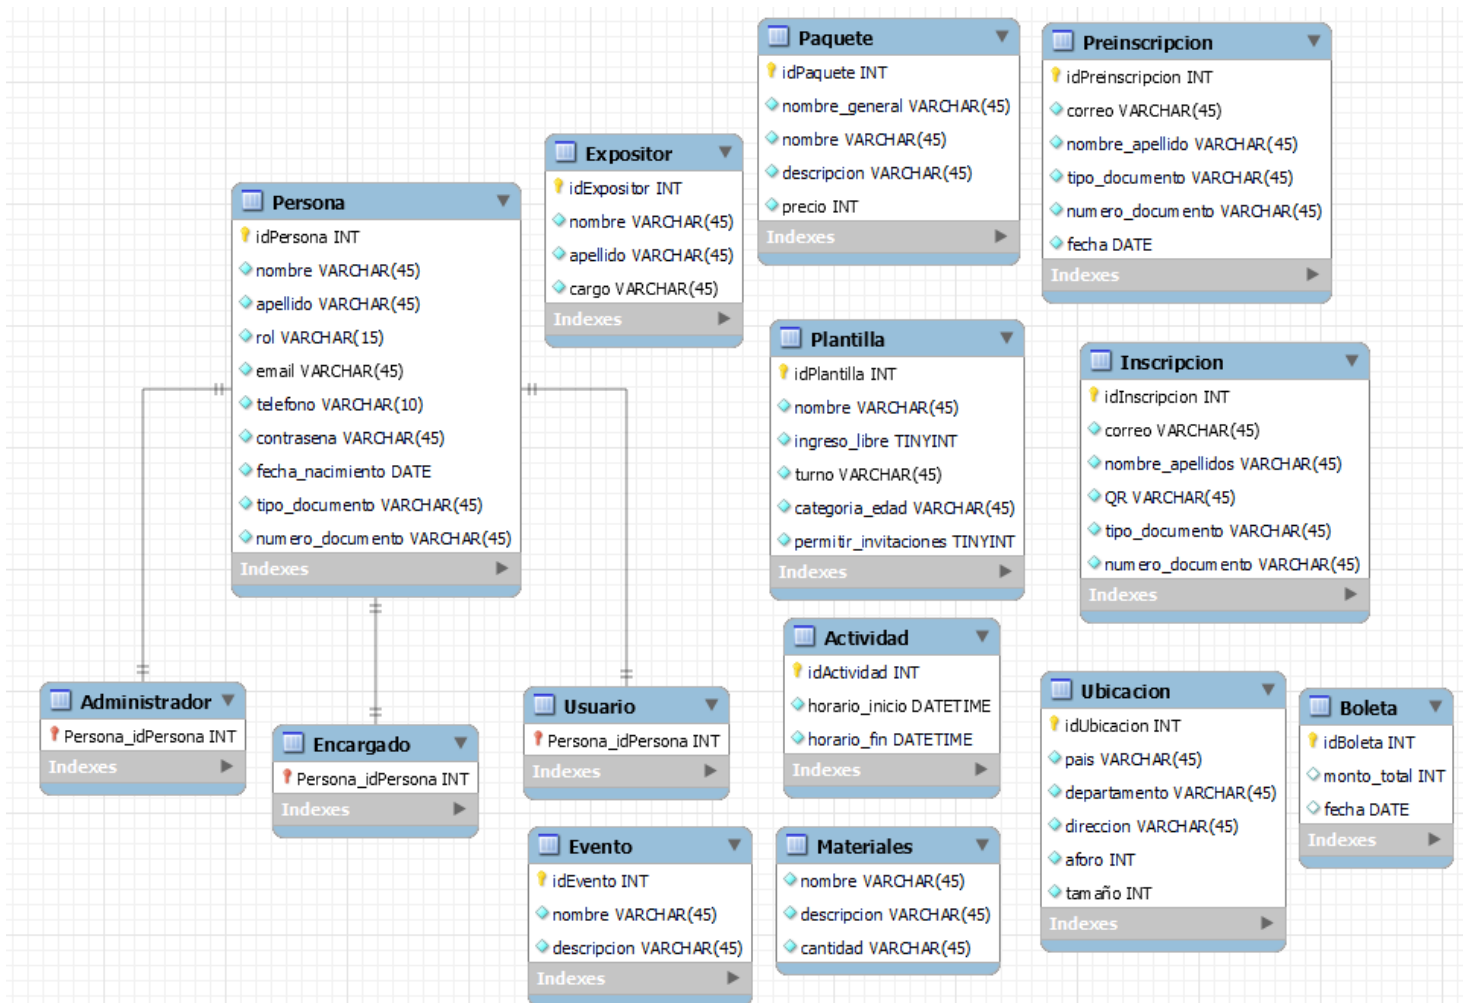 Paquete
idPaquete INT
nombre_general VARCHAR(45)
nombre VARCHAR(45)
descripcion VARCHAR(45)
precio INT
Indexes
Preinscripcion
idPreinscripcion INT
correo VARCHAR(45)
nombre_apellido VARCHAR(45)
tipo_documento VARCHAR(45)
numero_documento VARCHAR(45)
fecha DATE
Indexes
Expositor
idExpositor INT
nombre VARCHAR(45)
apellido VARCHAR(45)
cargo VARCHAR(45)
Indexes
Persona
idPersona INT
nombre VARCHAR(45)
apellido VARCHAR(45)
rol VARCHAR(15)
email VARCHAR(45)
telefono VARCHAR(10)
contrasena VARCHAR(45)
fecha_nacimiento DATE
tipo_documento VARCHAR(45)
numero_documento VARCHAR(45)
Indexes
Plantilla
idPlantilla INT
nombre VARCHAR(45)
ingreso_libre TINYINT
turno VARCHAR(45)
categoria_edad VARCHAR(45)
permitir_invitaciones TINYINT
Indexes
Inscripcion
idInscripcion INT
correo VARCHAR(45)
nombre_apellidos VARCHAR(45)
QR VARCHAR(45)
tipo_documento VARCHAR(45)
numero_documento VARCHAR(45)
Indexes
Actividad
idActividad INT
horario_inicio DATETIME
horario_fin DATETIME
Indexes
Ubicacion
idUbicacion INT
pais VARCHAR(45)
departamento VARCHAR(45)
direccion VARCHAR(45)
aforo INT
tamaño INT
Indexes
Boleta
idBoleta INT
monto_total INT
fecha DATE
Indexes
Administrador
Persona_idPersona INT
Indexes
Encargado
Persona_idPersona INT
Indexes
Usuario
Persona_idPersona INT
Indexes
Evento
idEvento INT
nombre VARCHAR(45)
descripcion VARCHAR(45)
Indexes
Materiales
nombre VARCHAR(45)
descripcion VARCHAR(45)
cantidad VARCHAR(45)